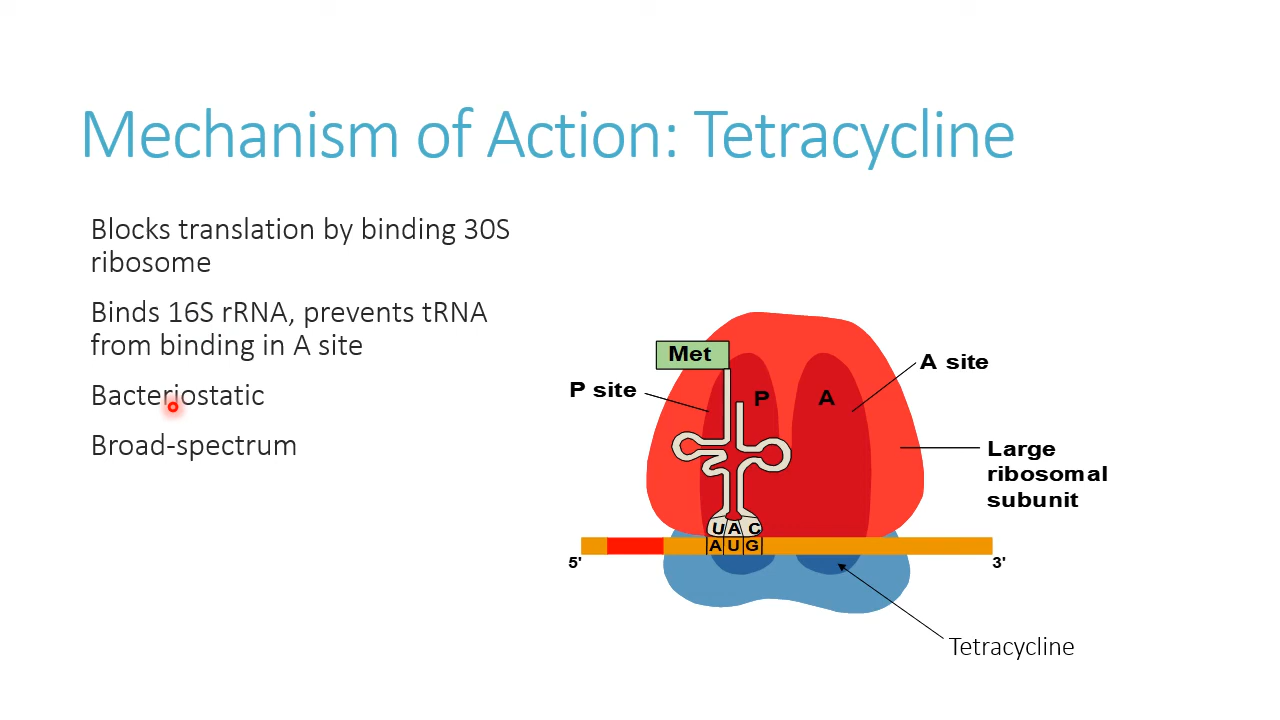 Mechanism of Action: Tetracycline
Blocks translation by binding 30S
ribosome
Binds 16S rRNA, prevents tRNA
from binding in A site
Bacteriostatic
Broad-spectrum
Met
P site
P
A
A site
Large
ribosomal
subunit
U A C
A U G
5'
3'
Tetracycline